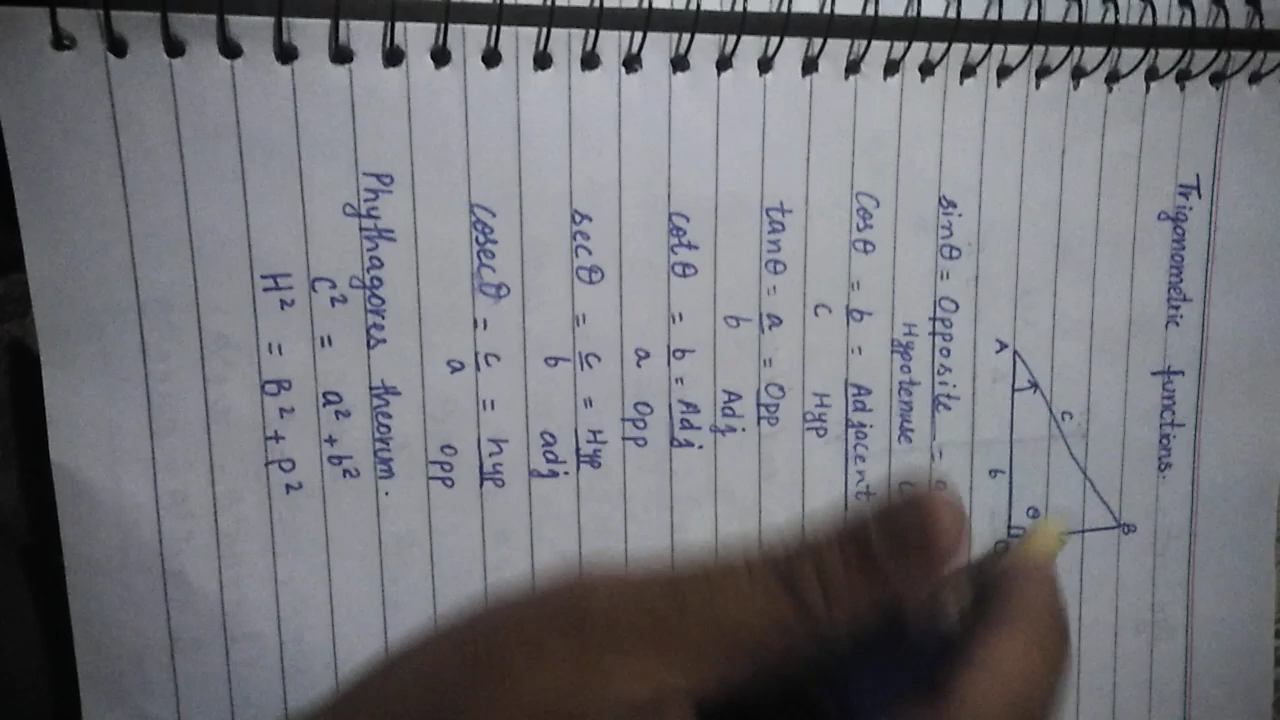 Trigonometric functions.
B
c
θ
A
b
sinθ = Opposite =
Hypotenuse
Cosθ = b = Adjacent
c Hyp
tanθ = a = Opp
b Adj
cotθ = b = Adj
a Opp
secθ = c = Hyp
b adj
cosecθ = c = hyp
a opp
Phythagores theorum.
C² = a² + b²
H² = B² + P²